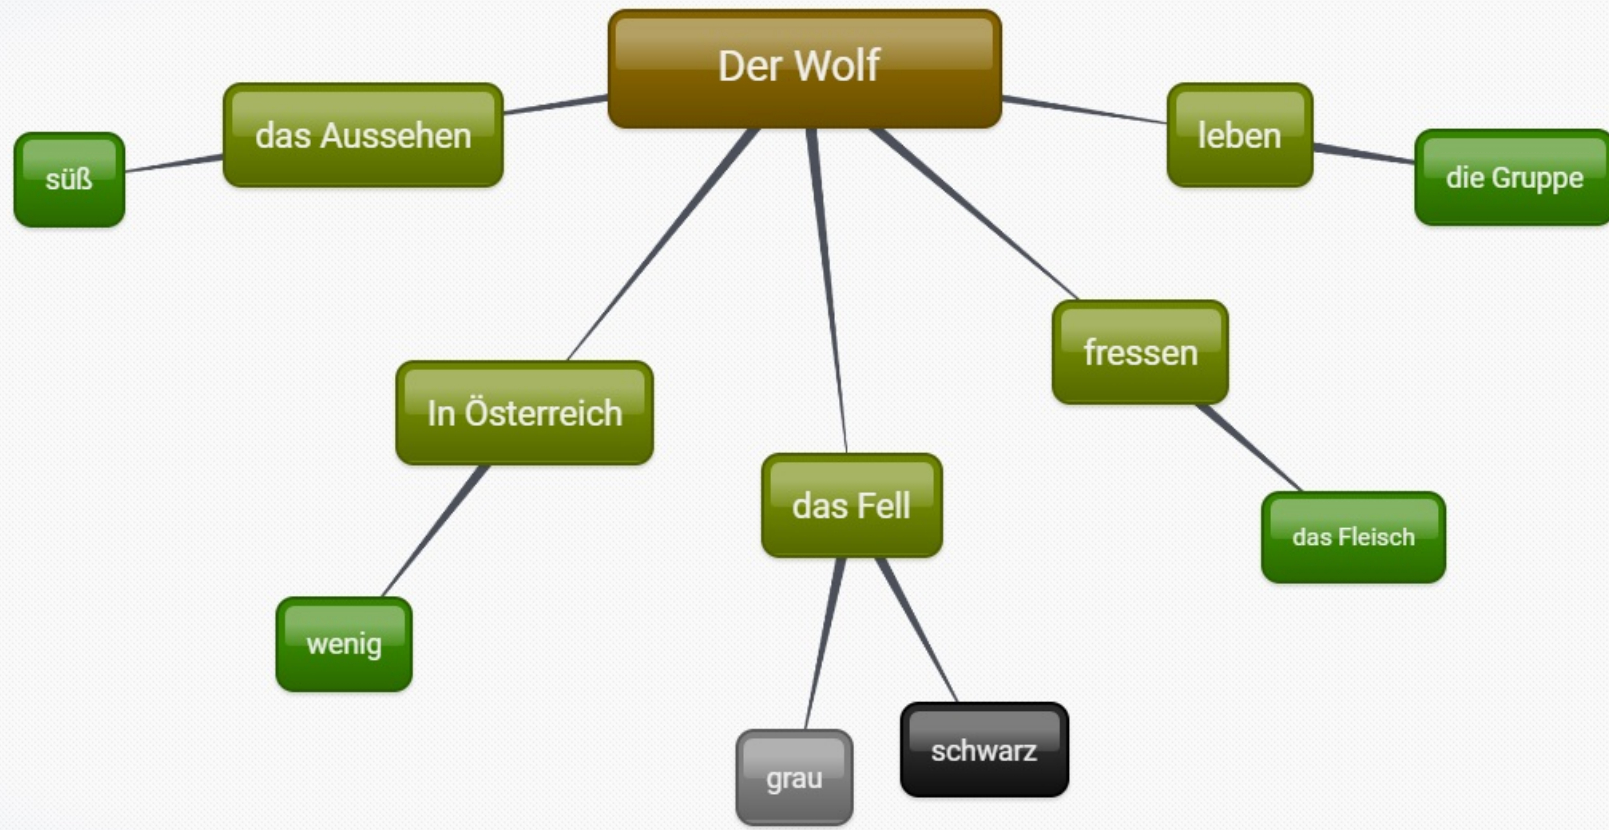 Der Wolf
das Aussehen
leben
süß
die Gruppe
fressen
In Österreich
das Fell
das Fleisch
wenig
schwarz
grau